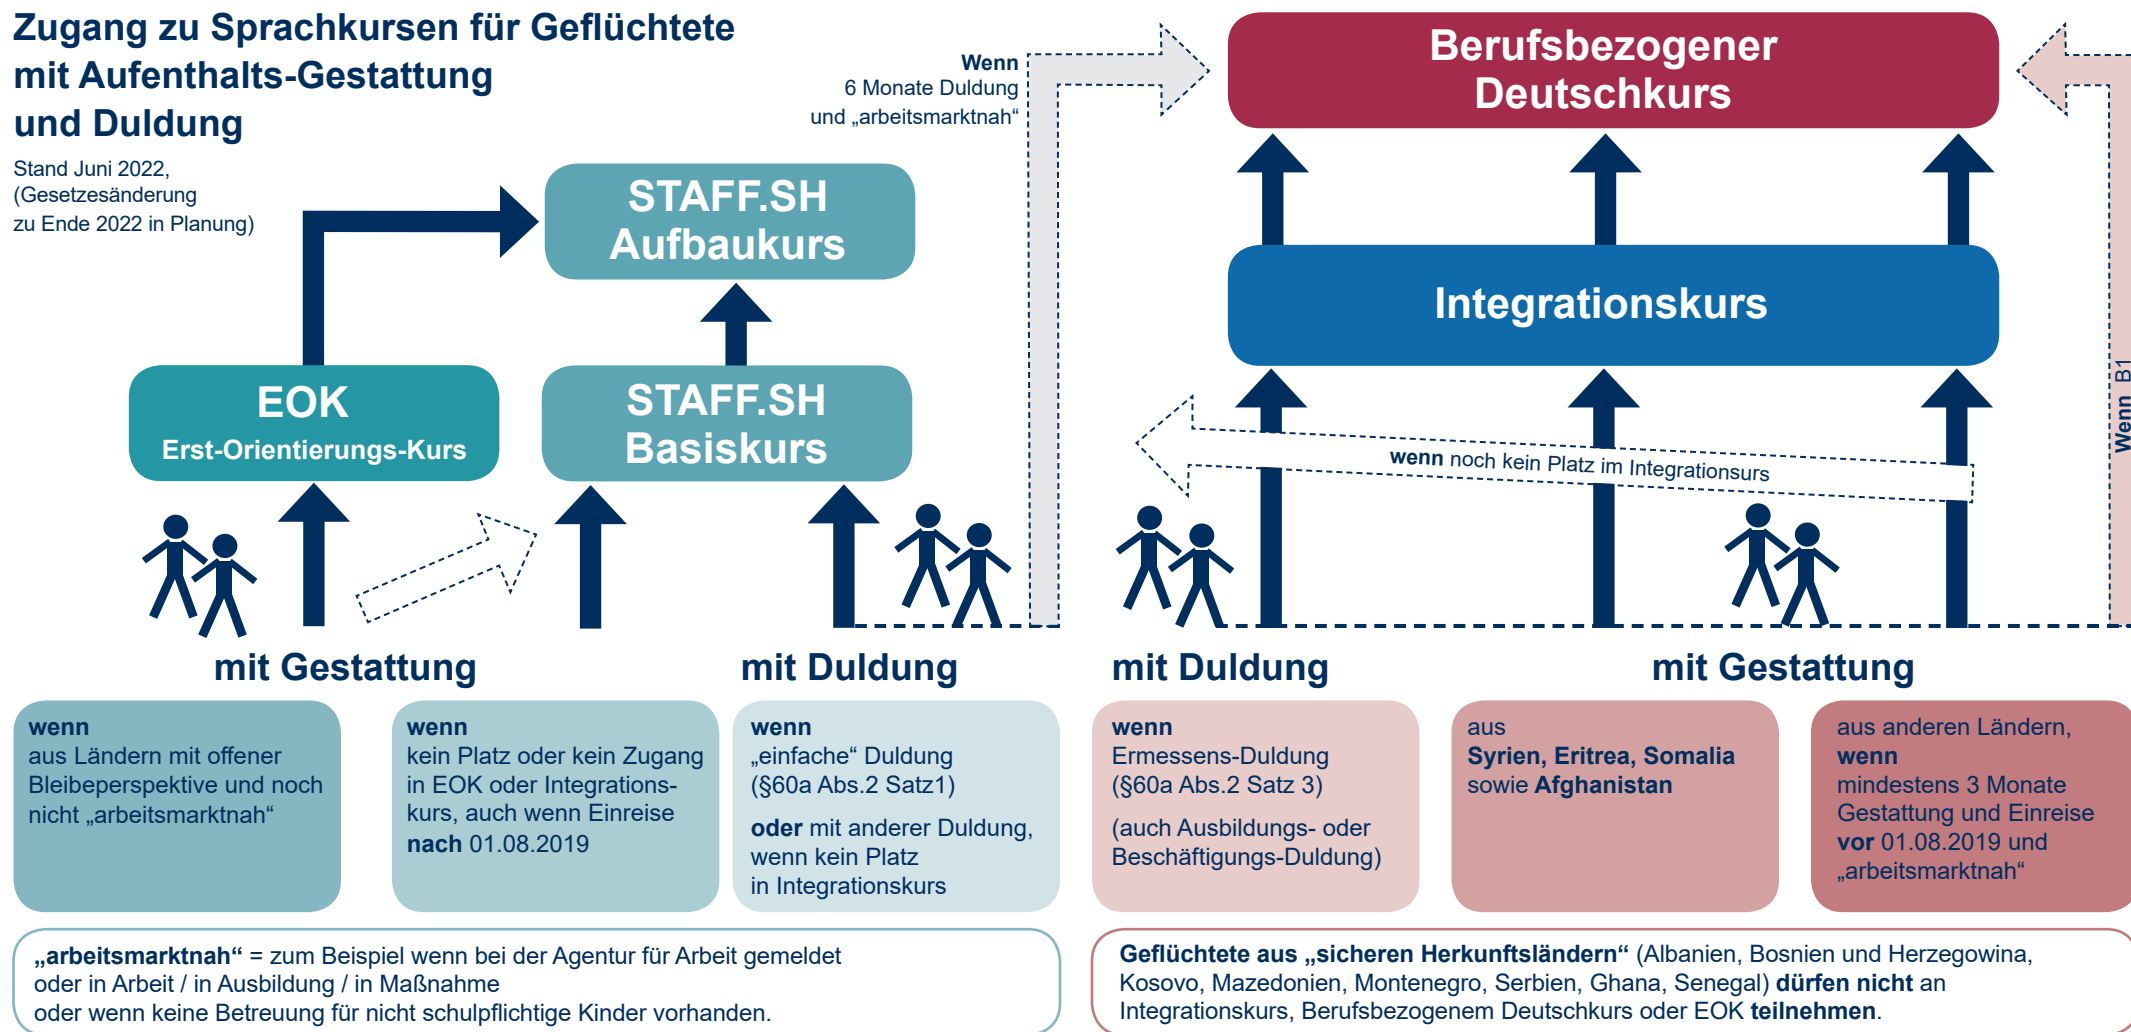 Zugang zu Sprachkursen für Geflüchtete
mit Aufenthalts-Gestattung
und Duldung
Stand Juni 2022,
(Gesetzesänderung
zu Ende 2022 in Planung)
Wenn
6 Monate Duldung
und „arbeitsmarktnah“
Berufsbezogener
Deutschkurs
STAFF.SH
Aufbaukurs
Integrationskurs
EOK
Erst-Orientierungs-Kurs
STAFF.SH
Basiskurs
Wenn B1
wenn noch kein Platz im Integrationsurs
mit Gestattung
mit Duldung
mit Duldung
mit Gestattung
wenn
aus Ländern mit offener
Bleibeperspektive und noch
nicht „arbeitsmarktnah“
wenn
kein Platz oder kein Zugang
in EOK oder Integrations-
kurs, auch wenn Einreise
nach 01.08.2019
wenn
„einfache“ Duldung
(§60a Abs.2 Satz1)
oder mit anderer Duldung,
wenn kein Platz
in Integrationskurs
wenn
Ermessens-Duldung
(§60a Abs.2 Satz 3)
(auch Ausbildungs- oder
Beschäftigungs-Duldung)
aus
Syrien, Eritrea, Somalia
sowie Afghanistan
aus anderen Ländern,
wenn
mindestens 3 Monate
Gestattung und Einreise
vor 01.08.2019 und
„arbeitsmarktnah“
„arbeitsmarktnah“ = zum Beispiel wenn bei der Agentur für Arbeit gemeldet
oder in Arbeit / in Ausbildung / in Maßnahme
oder wenn keine Betreuung für nicht schulpflichtige Kinder vorhanden.
Geflüchtete aus „sicheren Herkunftsländern“ (Albanien, Bosnien und Herzegowina,
Kosovo, Mazedonien, Montenegro, Serbien, Ghana, Senegal) dürfen nicht an
Integrationskurs, Berufsbezogenem Deutschkurs oder EOK teilnehmen.